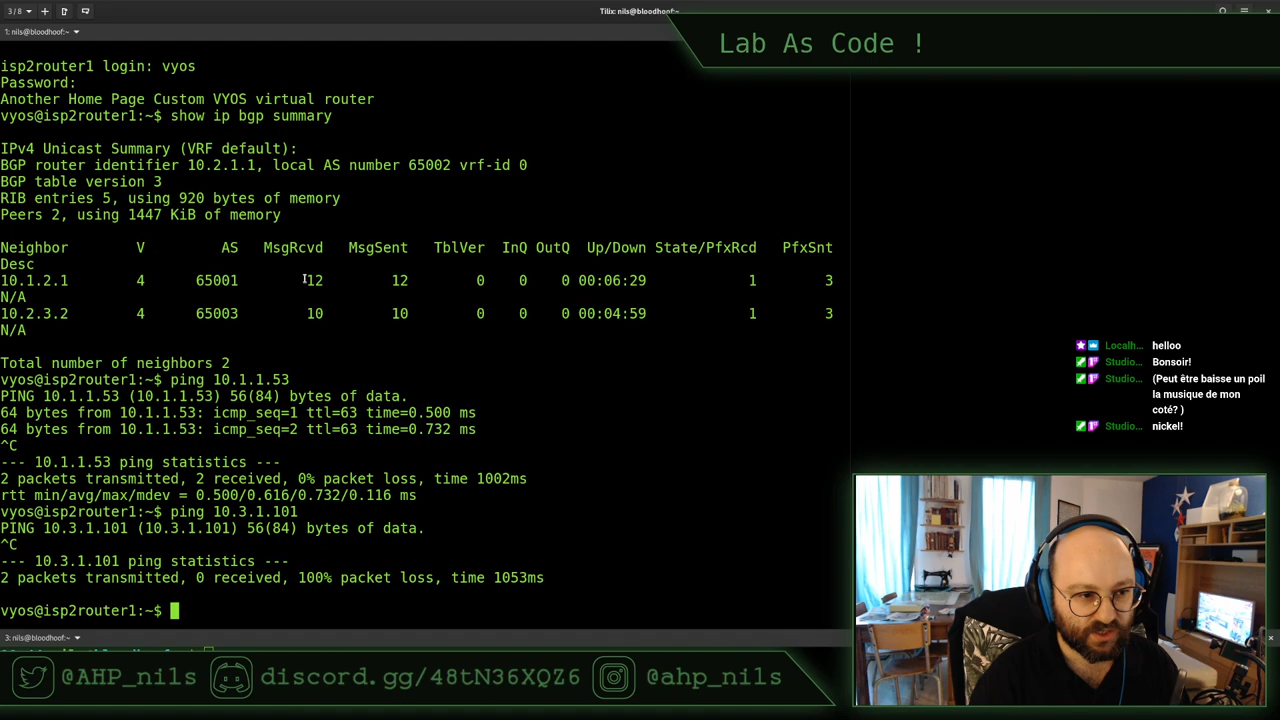 3 / 8
Tilix: nils@bloodhoof:~
1: nils@bloodhoof:~
Lab As Code !
isp2router1 login: vyos
Password:
Another Home Page Custom VYOS virtual router
vyos@isp2router1:~$ show ip bgp summary
IPv4 Unicast Summary (VRF default):
BGP router identifier 10.2.1.1, local AS number 65002 vrf-id 0
BGP table version 3
RIB entries 5, using 920 bytes of memory
Peers 2, using 1447 KiB of memory
Neighbor V AS MsgRcvd MsgSent TblVer InQ OutQ Up/Down State/PfxRcd PfxSnt
Desc
10.1.2.1 4 65001 12 12 0 0 0 00:06:29 1 3
N/A
10.2.3.2 4 65003 10 10 0 0 0 00:04:59 1 3
N/A
Total number of neighbors 2
vyos@isp2router1:~$ ping 10.1.1.53
PING 10.1.1.53 (10.1.1.53) 56(84) bytes of data.
64 bytes from 10.1.1.53: icmp_seq=1 ttl=63 time=0.500 ms
64 bytes from 10.1.1.53: icmp_seq=2 ttl=63 time=0.732 ms
^C
--- 10.1.1.53 ping statistics ---
2 packets transmitted, 2 received, 0% packet loss, time 1002ms
rtt min/avg/max/mdev = 0.500/0.616/0.732/0.116 ms
vyos@isp2router1:~$ ping 10.3.1.101
PING 10.3.1.101 (10.3.1.101) 56(84) bytes of data.
^C
--- 10.3.1.101 ping statistics ---
2 packets transmitted, 0 received, 100% packet loss, time 1053ms
vyos@isp2router1:~$
3: nils@bloodhoof:~
Localh... helloo
Studio... Bonsoir!
Studio... (Peut être baisse un poil
la musique de mon
coté? )
Studio... nickel!
@AHP_nils
discord.gg/48tN36XQZ6
@ahp_nils